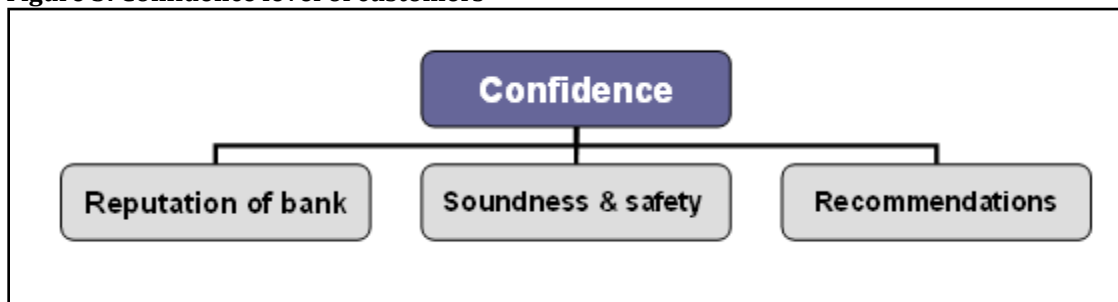 Confidence
Reputation of bank
Soundness & safety
Recommendations